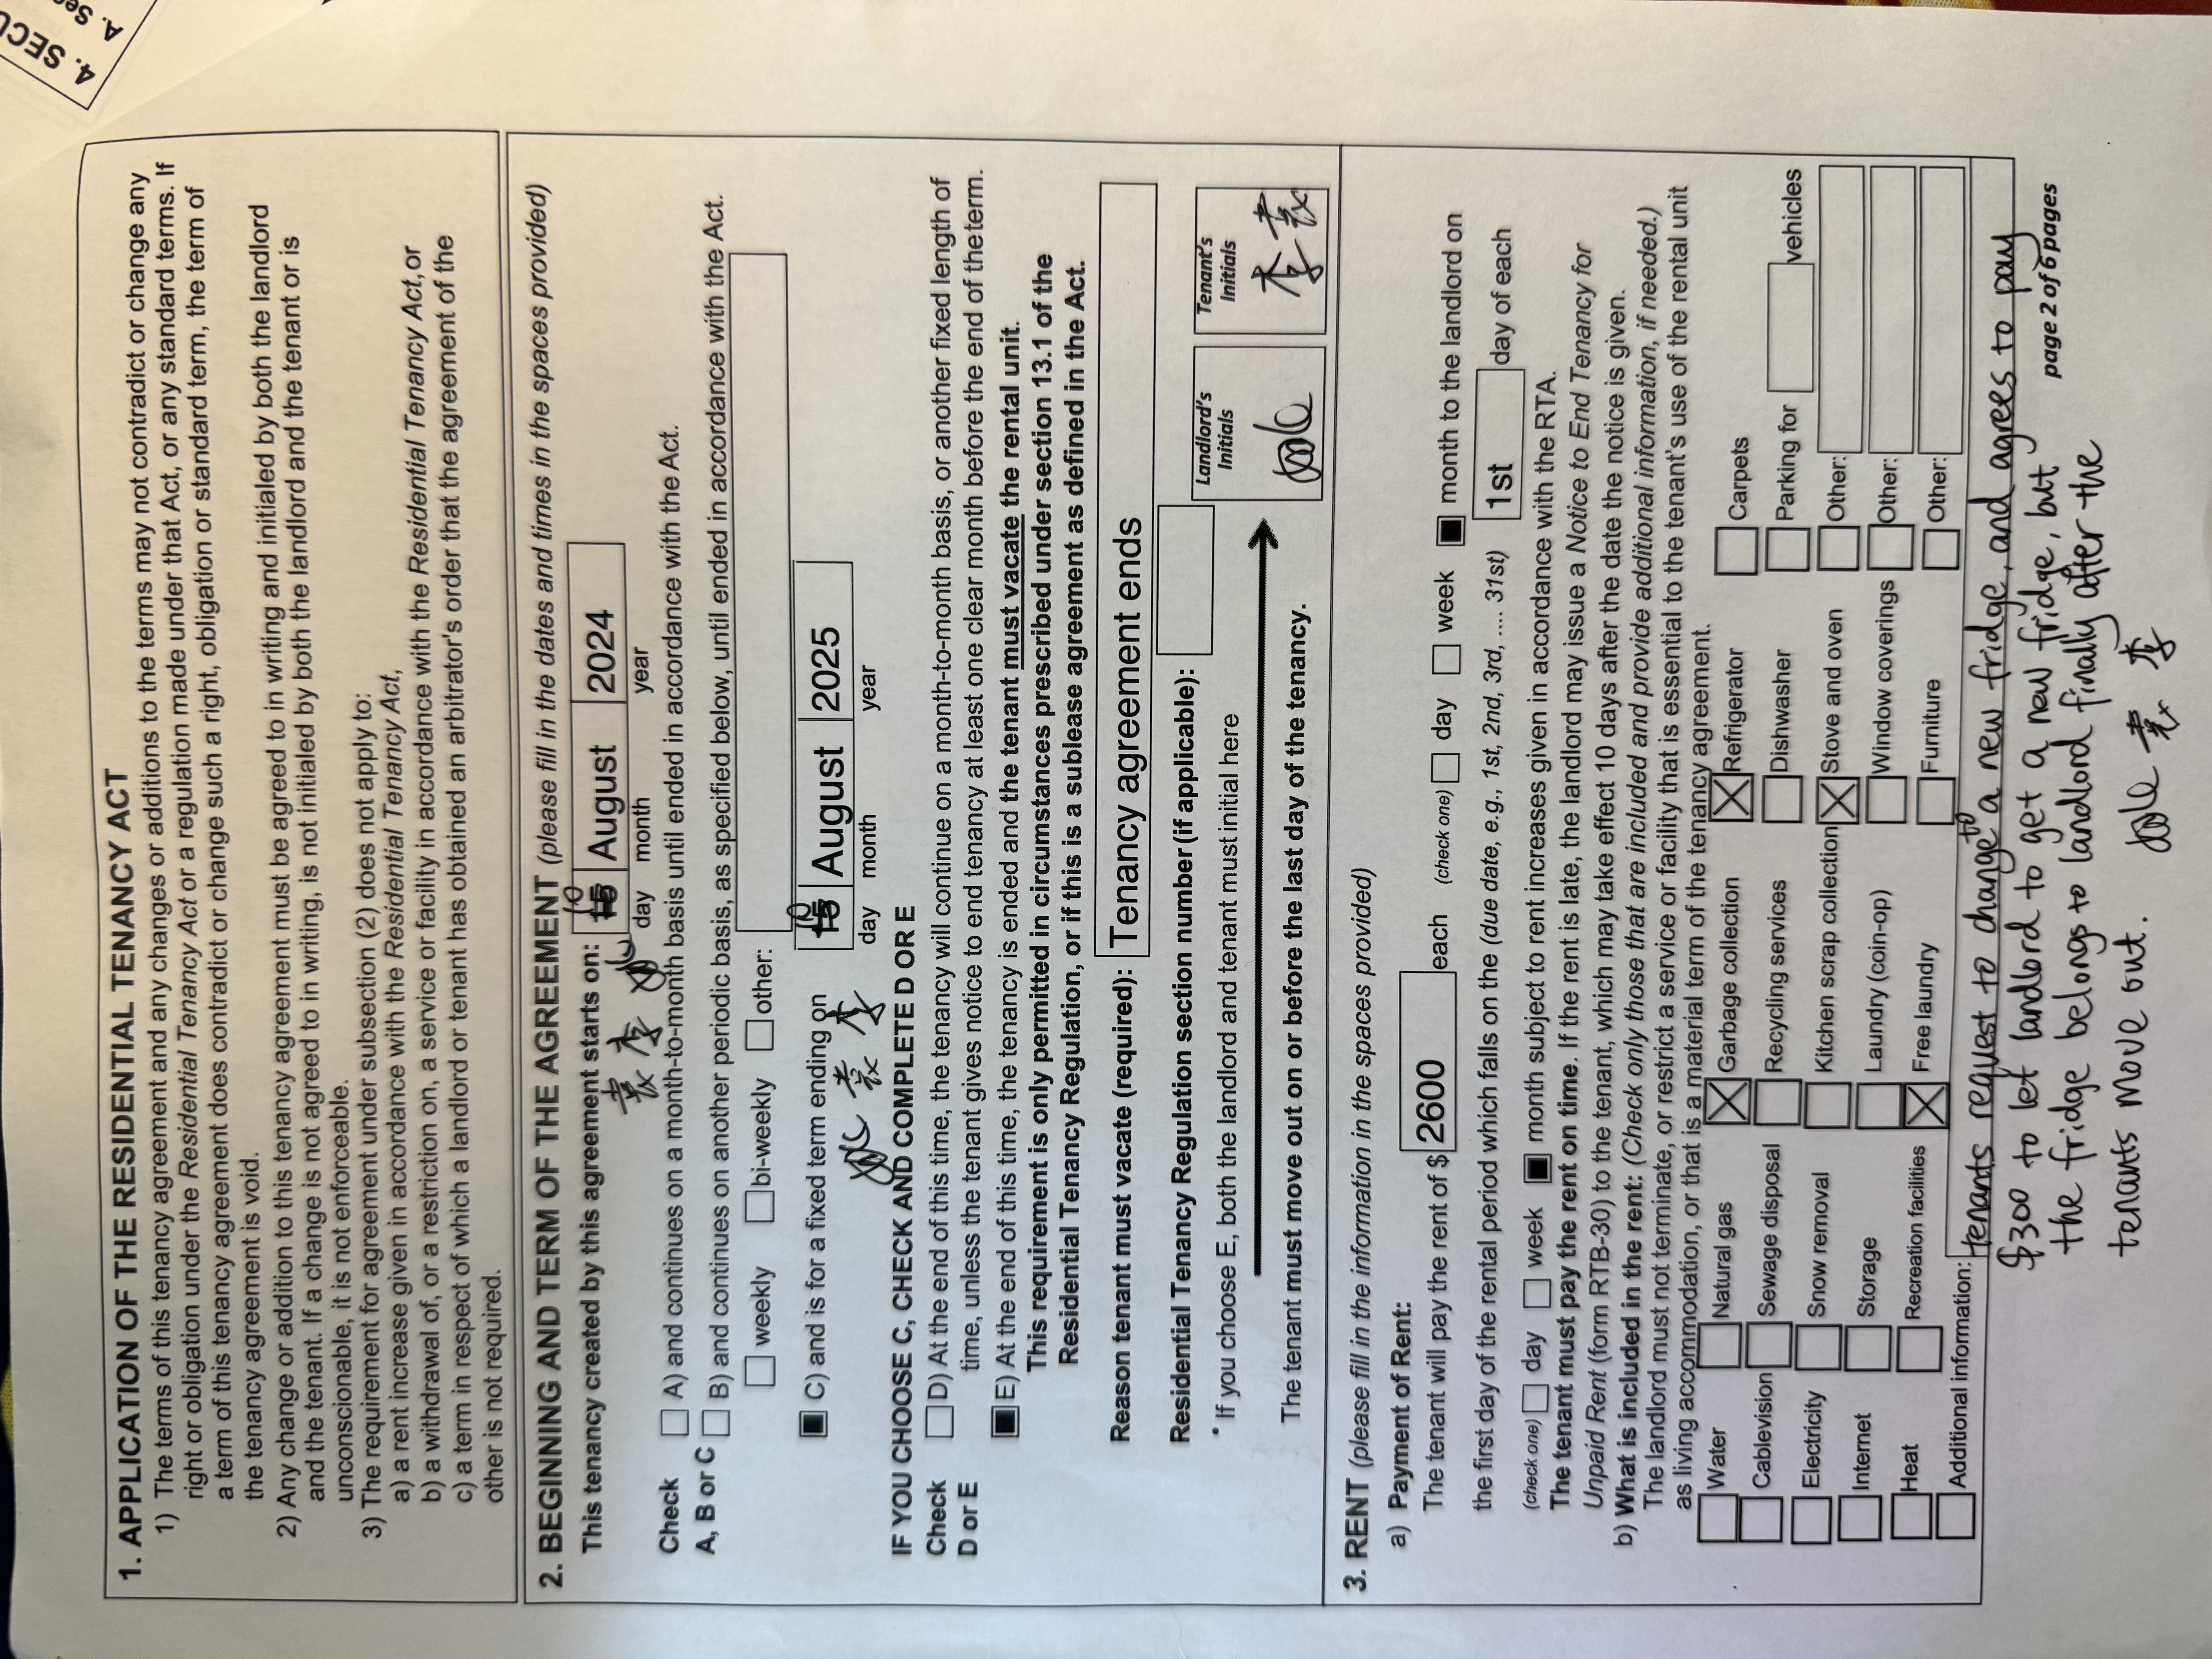 4. SECU
A. Sec
1. APPLICATION OF THE RESIDENTIAL TENANCY ACT
1) The terms of this tenancy agreement and any changes or additions to the terms may not contradict or change any
right or obligation under the Residential Tenancy Act or a regulation made under that Act, or any standard terms. If
a term of this tenancy agreement does contradict or change such a right, obligation or standard term, the term of
the tenancy agreement is void.
2) Any change or addition to this tenancy agreement must be agreed to in writing and initialed by both the landlord
and the tenant. If a change is not agreed to in writing, is not initialed by both the landlord and the tenant or is
unconscionable, it is not enforceable.
3) The requirement for agreement under subsection (2) does not apply to:
a) a rent increase given in accordance with the Residential Tenancy Act,
b) a withdrawal of, or a restriction on, a service or facility in accordance with the Residential Tenancy Act, or
c) a term in respect of which a landlord or tenant has obtained an arbitrator's order that the agreement of the
other is not required.
2. BEGINNING AND TERM OF THE AGREEMENT (please fill in the dates and times in the spaces provided)
10
This tenancy created by this agreement starts on: 15 August 2024
袁 李
day month year
Check A) and continues on a month-to-month basis until ended in accordance with the Act.
A, B or C B) and continues on another periodic basis, as specified below, until ended in accordance with the Act.
weekly bi-weekly other:
10
C) and is for a fixed term ending on 15 August 2025
袁 李
day month year
IF YOU CHOOSE C, CHECK AND COMPLETE D OR E
Check D) At the end of this time, the tenancy will continue on a month-to-month basis, or another fixed length of
D or E time, unless the tenant gives notice to end tenancy at least one clear month before the end of the term.
E) At the end of this time, the tenancy is ended and the tenant must vacate the rental unit.
This requirement is only permitted in circumstances prescribed under section 13.1 of the
Residential Tenancy Regulation, or if this is a sublease agreement as defined in the Act.
Reason tenant must vacate (required): Tenancy agreement ends
Residential Tenancy Regulation section number (if applicable):
Landlord's Initials
Tenant's Initials
* If you choose E, both the landlord and tenant must initial here
李 袁
The tenant must move out on or before the last day of the tenancy.
3. RENT (please fill in the information in the spaces provided)
a) Payment of Rent:
The tenant will pay the rent of $ 2600 each (check one) day week month to the landlord on
the first day of the rental period which falls on the (due date, e.g., 1st, 2nd, 3rd, .... 31st) 1st day of each
(check one) day week month subject to rent increases given in accordance with the RTA.
The tenant must pay the rent on time. If the rent is late, the landlord may issue a Notice to End Tenancy for
Unpaid Rent (form RTB-30) to the tenant, which may take effect 10 days after the date the notice is given.
b) What is included in the rent: (Check only those that are included and provide additional information, if needed.)
The landlord must not terminate, or restrict a service or facility that is essential to the tenant's use of the rental unit
as living accommodation, or that is a material term of the tenancy agreement.
Water Natural gas Garbage collection Refrigerator Carpets
Cablevision Sewage disposal Recycling services Dishwasher Parking for vehicles
Electricity Snow removal Kitchen scrap collection Stove and oven Other:
Internet Storage Laundry (coin-op) Window coverings Other:
Heat Recreation facilities Free laundry Furniture Other:
Additional information: tenants request to change to a new fridge, and agrees to pay
$300 to let landlord to get a new fridge, but
page 2 of 6 pages
the fridge belongs to landlord finally after the
tenants move out.
袁 李